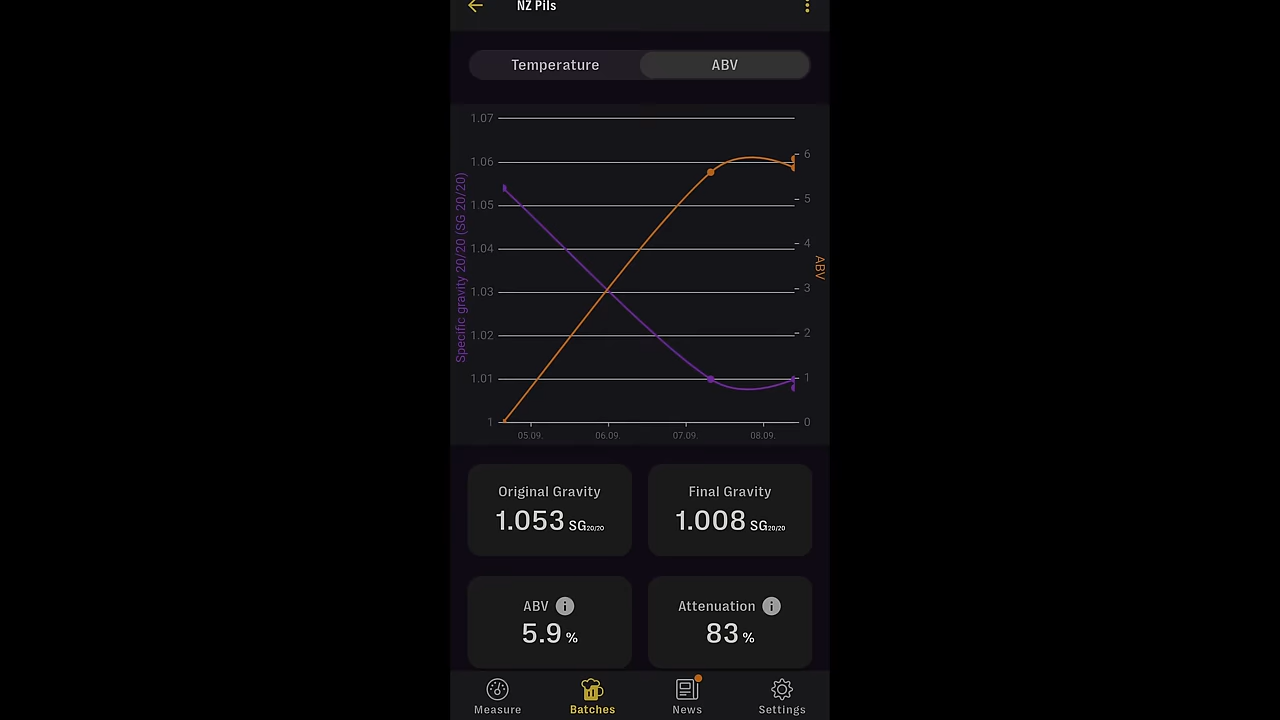 NZ Pils
Temperature
ABV
1.07
1.06
1.05
1.04
1.03
1.02
1.01
1
Specific gravity 20/20 (SG 20/20)
6
5
4
3
2
1
0
ABV
05.09.
06.09.
07.09.
08.09.
Original Gravity
1.053 SG20/20
Final Gravity
1.008 SG20/20
ABV i
5.9 %
Attenuation i
83 %
Measure
Batches
News
Settings